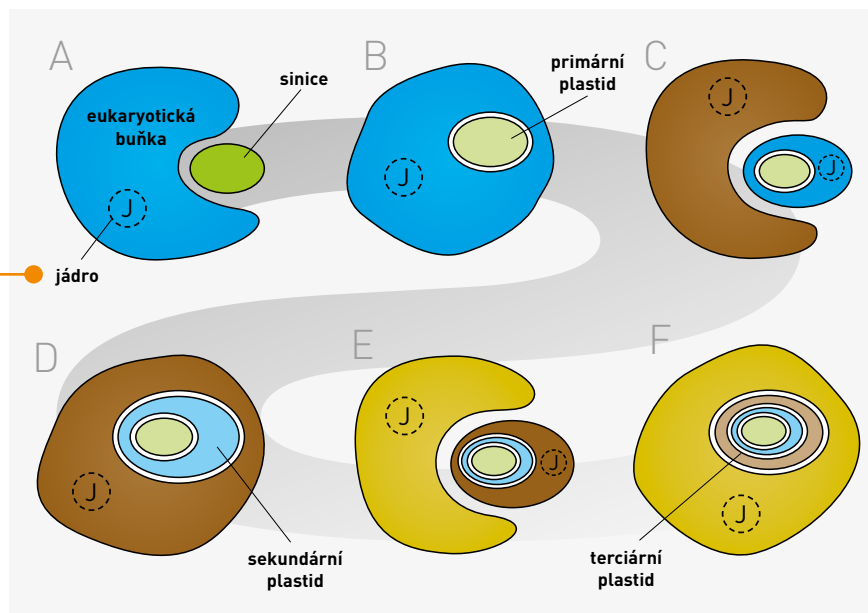 A
B
C
sinice
primární
plastid
eukaryotická
buňka
J
J
J
J
jádro
D
E
F
J
J
J
J
sekundární
plastid
terciární
plastid